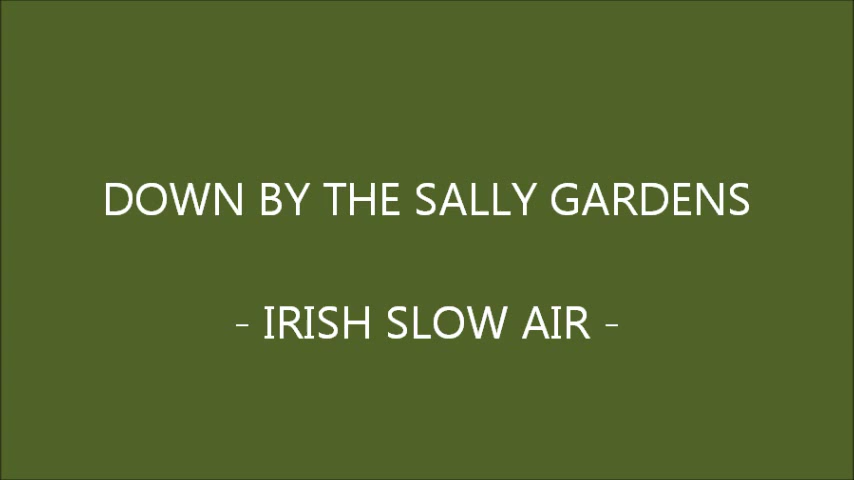 DOWN BY THE SALLY GARDENS
- IRISH SLOW AIR -